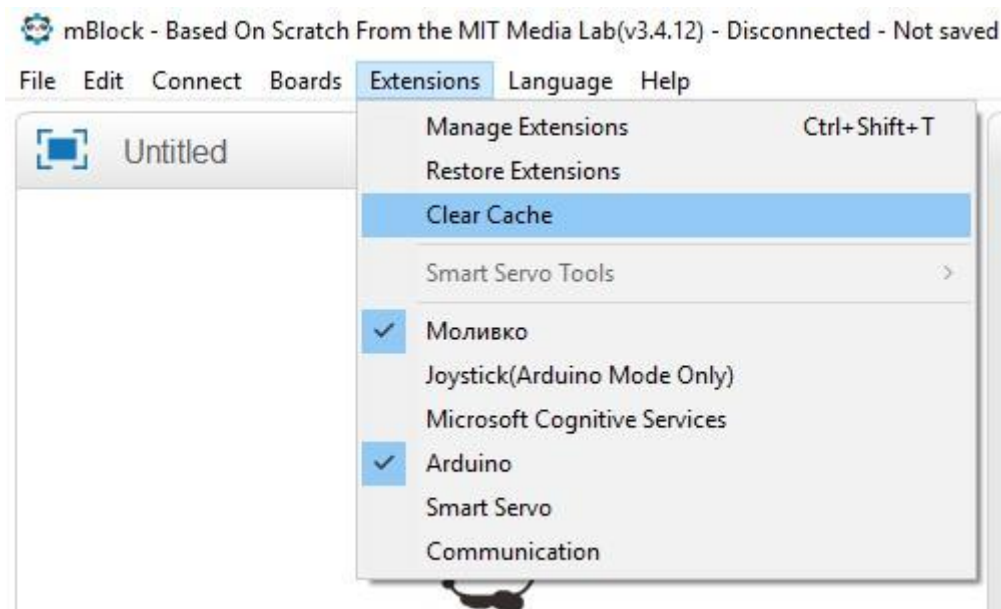 mBlock - Based On Scratch From the MIT Media Lab(v3.4.12) - Disconnected - Not saved
File Edit Connect Boards Extensions Language Help
Untitled
Manage Extensions Ctrl+Shift+T
Restore Extensions
Clear Cache
Smart Servo Tools
Моливко
Joystick(Arduino Mode Only)
Microsoft Cognitive Services
Arduino
Smart Servo
Communication